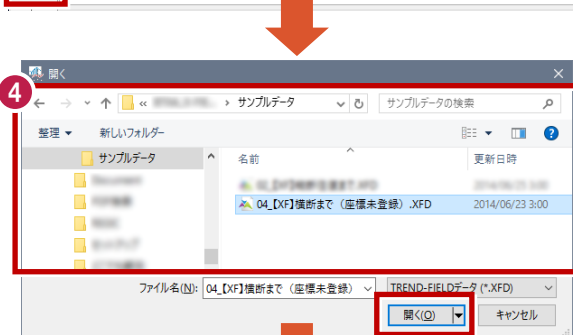 開く
4
« › サンプルデータ サンプルデータの検索
整理 新しいフォルダー
サンプルデータ 名前 更新日時
04_【XF】横断まで（座標未登録）.XFD 2014/06/23 3:00
ファイル名(N): 04_【XF】横断まで（座標未登録） TREND-FIELDデータ (*.XFD)
開く(O) キャンセル